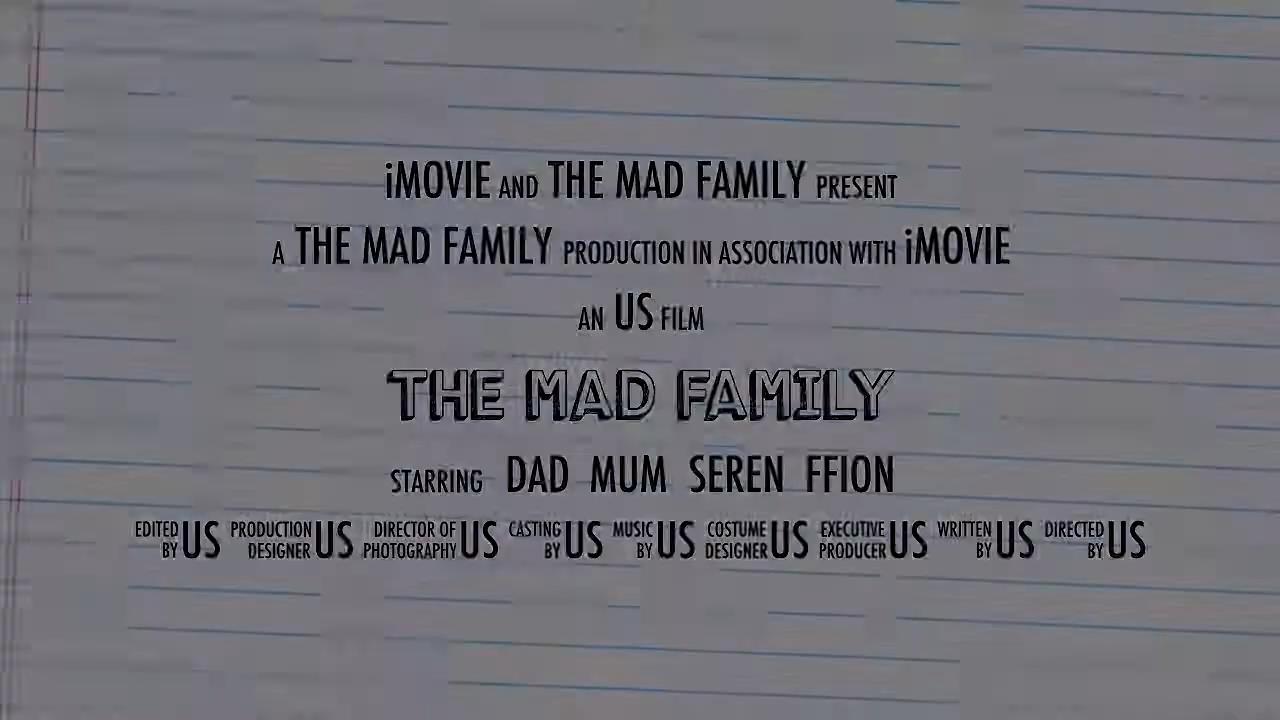 iMOVIE AND THE MAD FAMILY PRESENT
A THE MAD FAMILY PRODUCTION IN ASSOCIATION WITH iMOVIE
AN US FILM
THE MAD FAMILY
STARRING DAD MUM SEREN FFION
EDITED BY US PRODUCTION DESIGNER US DIRECTOR OF PHOTOGRAPHY US CASTING BY US MUSIC BY US COSTUME DESIGNER US EXECUTIVE PRODUCER US WRITTEN BY US DIRECTED BY US